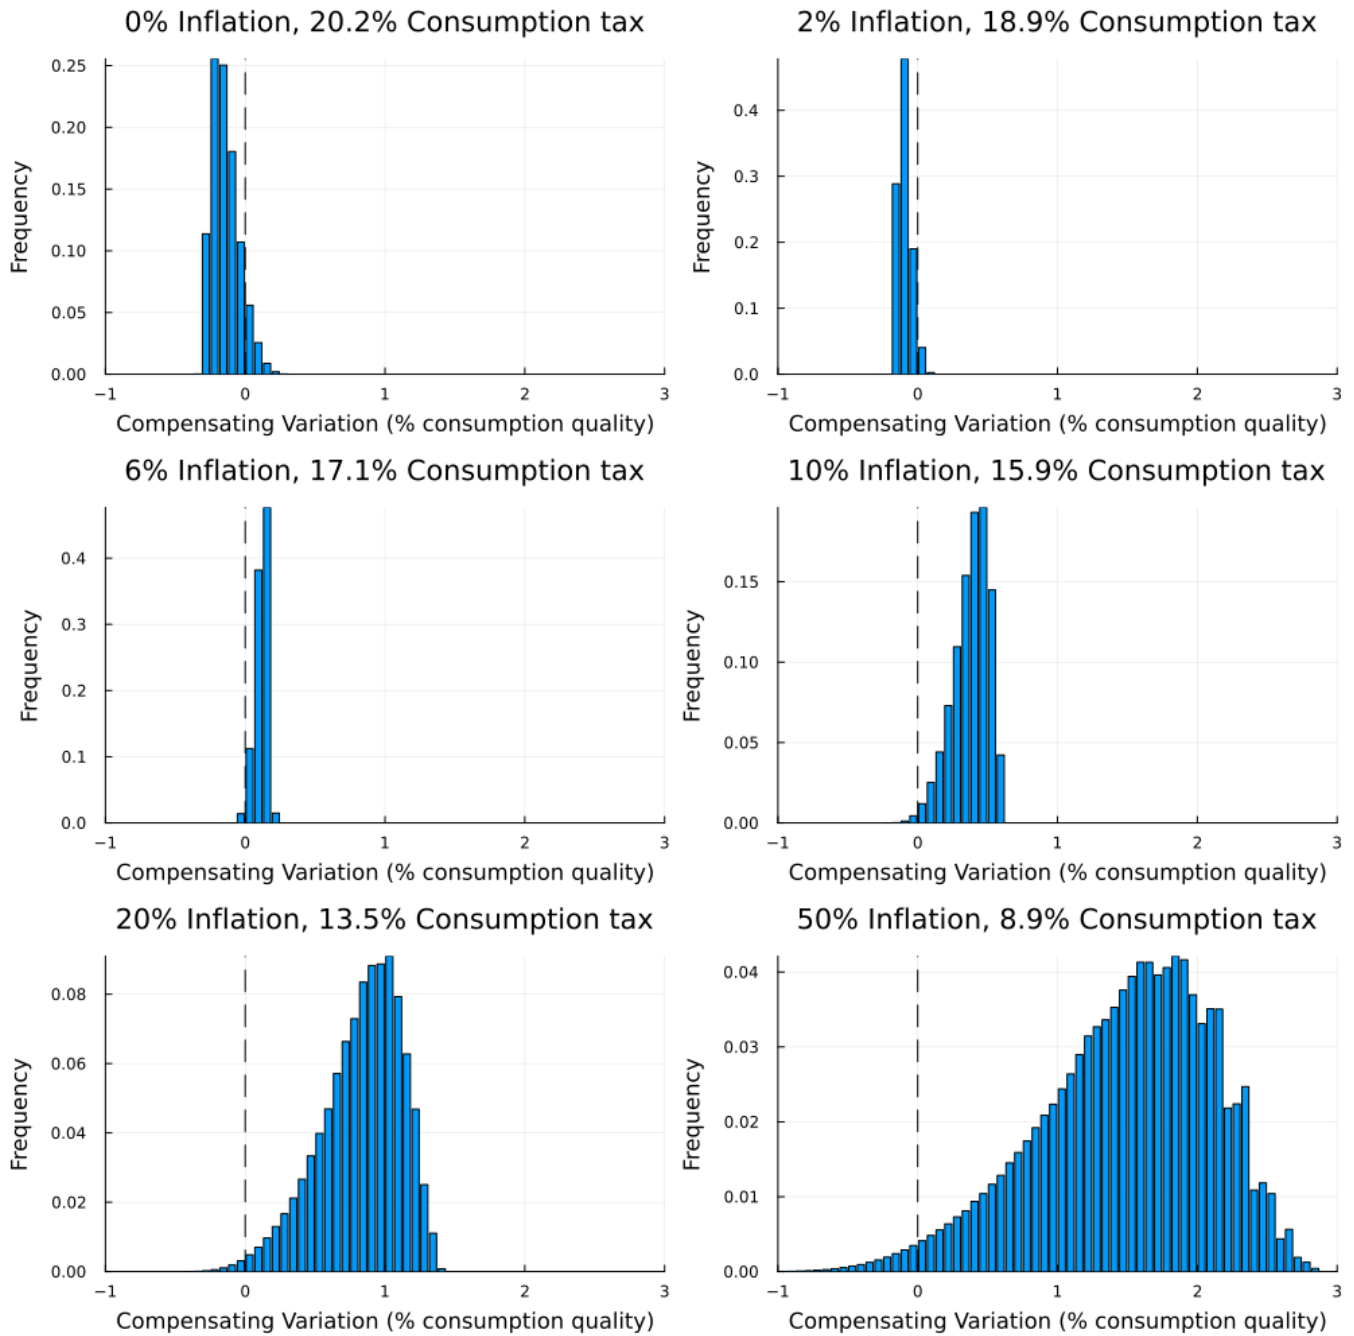 0% Inflation, 20.2% Consumption tax
Frequency
0.25
0.20
0.15
0.10
0.05
0.00
−1 0 1 2 3
Compensating Variation (% consumption quality)
2% Inflation, 18.9% Consumption tax
Frequency
0.4
0.3
0.2
0.1
0.0
−1 0 1 2 3
Compensating Variation (% consumption quality)
6% Inflation, 17.1% Consumption tax
Frequency
0.4
0.3
0.2
0.1
0.0
−1 0 1 2 3
Compensating Variation (% consumption quality)
10% Inflation, 15.9% Consumption tax
Frequency
0.15
0.10
0.05
0.00
−1 0 1 2 3
Compensating Variation (% consumption quality)
20% Inflation, 13.5% Consumption tax
Frequency
0.08
0.06
0.04
0.02
0.00
−1 0 1 2 3
Compensating Variation (% consumption quality)
50% Inflation, 8.9% Consumption tax
Frequency
0.04
0.03
0.02
0.01
0.00
−1 0 1 2 3
Compensating Variation (% consumption quality)